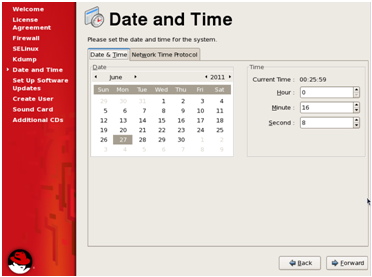 Welcome
License
Agreement
Firewall
SELinux
Kdump
Date and Time
Set Up Software
Updates
Create User
Sound Card
Additional CDs
Date and Time
Please set the date and time for the system.
Date & Time
Network Time Protocol
Date
June 2011
Sun Mon Tue Wed Thu Fri Sat
29 30 31 1 2 3 4
5 6 7 8 9 10 11
12 13 14 15 16 17 18
19 20 21 22 23 24 25
26 27 28 29 30 1 2
3 4 5 6 7 8 9
Time
Current Time : 00:25:59
Hour : 0
Minute : 16
Second : 8
Back
Forward